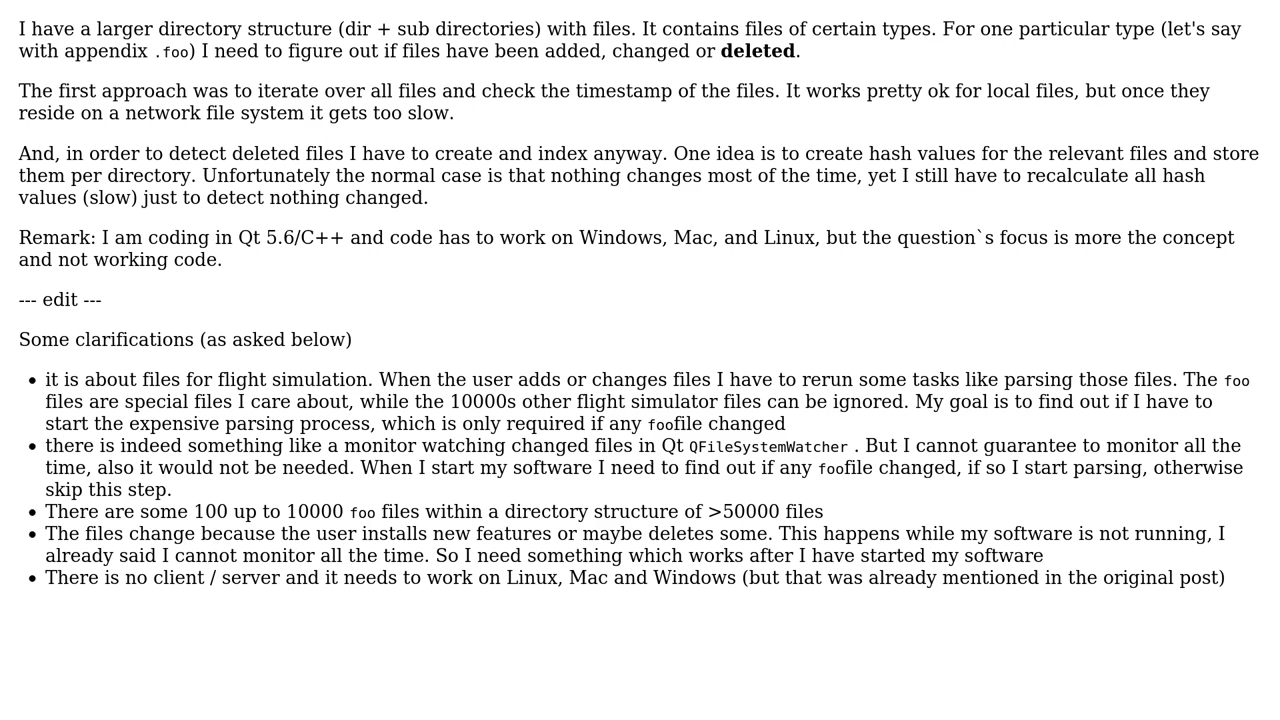 I have a larger directory structure (dir + sub directories) with files. It contains files of certain types. For one particular type (let's say
with appendix .foo) I need to figure out if files have been added, changed or deleted.
The first approach was to iterate over all files and check the timestamp of the files. It works pretty ok for local files, but once they
reside on a network file system it gets too slow.
And, in order to detect deleted files I have to create and index anyway. One idea is to create hash values for the relevant files and store
them per directory. Unfortunately the normal case is that nothing changes most of the time, yet I still have to recalculate all hash
values (slow) just to detect nothing changed.
Remark: I am coding in Qt 5.6/C++ and code has to work on Windows, Mac, and Linux, but the question`s focus is more the concept
and not working code.
--- edit ---
Some clarifications (as asked below)
• it is about files for flight simulation. When the user adds or changes files I have to rerun some tasks like parsing those files. The foo
files are special files I care about, while the 10000s other flight simulator files can be ignored. My goal is to find out if I have to
start the expensive parsing process, which is only required if any foofile changed
• there is indeed something like a monitor watching changed files in Qt QFileSystemWatcher . But I cannot guarantee to monitor all the
time, also it would not be needed. When I start my software I need to find out if any foofile changed, if so I start parsing, otherwise
skip this step.
• There are some 100 up to 10000 foo files within a directory structure of >50000 files
• The files change because the user installs new features or maybe deletes some. This happens while my software is not running, I
already said I cannot monitor all the time. So I need something which works after I have started my software
• There is no client / server and it needs to work on Linux, Mac and Windows (but that was already mentioned in the original post)